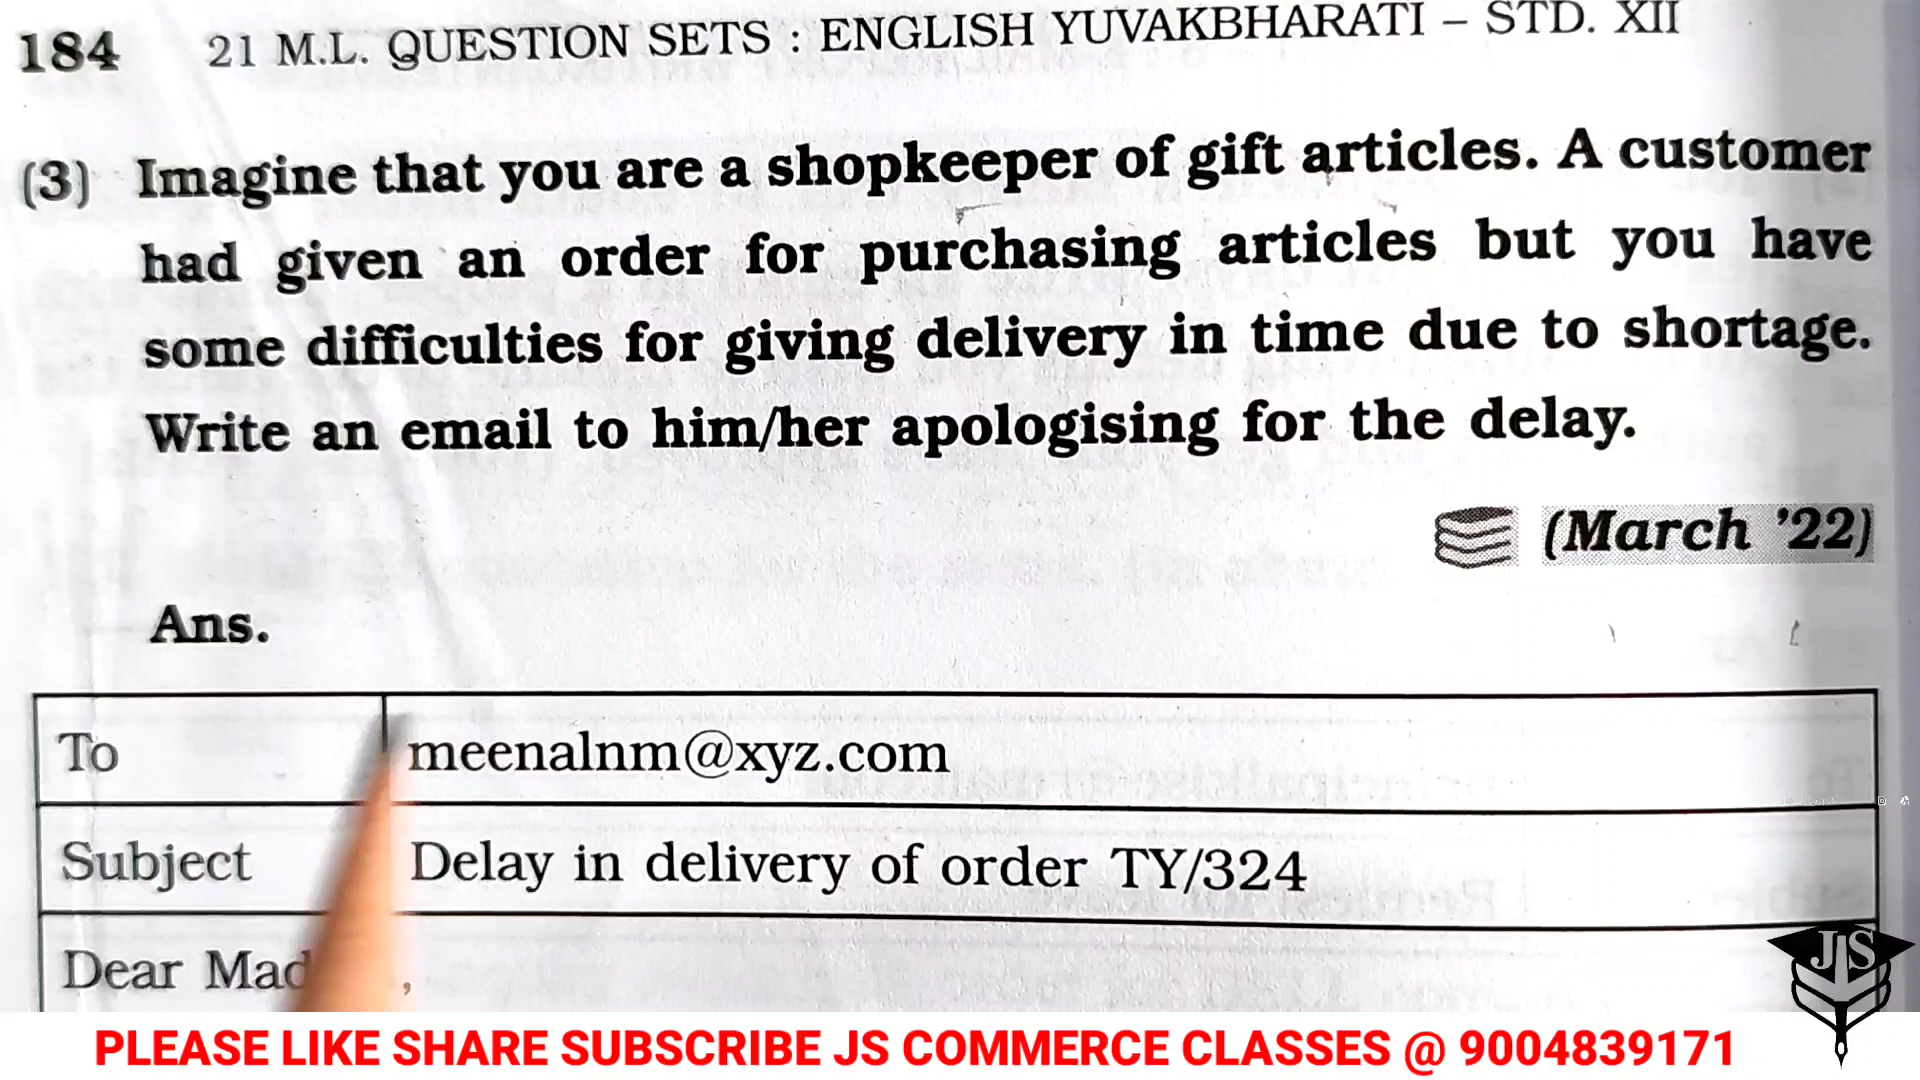 184 21 M.L. QUESTION SETS : ENGLISH YUVAKBHARATI – STD. XII
(3) Imagine that you are a shopkeeper of gift articles. A customer
had given an order for purchasing articles but you have
some difficulties for giving delivery in time due to shortage.
Write an email to him/her apologising for the delay.
(March '22)
Ans.
To meenalnm@xyz.com
Subject Delay in delivery of order TY/324
Dear
JS
PLEASE LIKE SHARE SUBSCRIBE JS COMMERCE CLASSES @ 9004839171